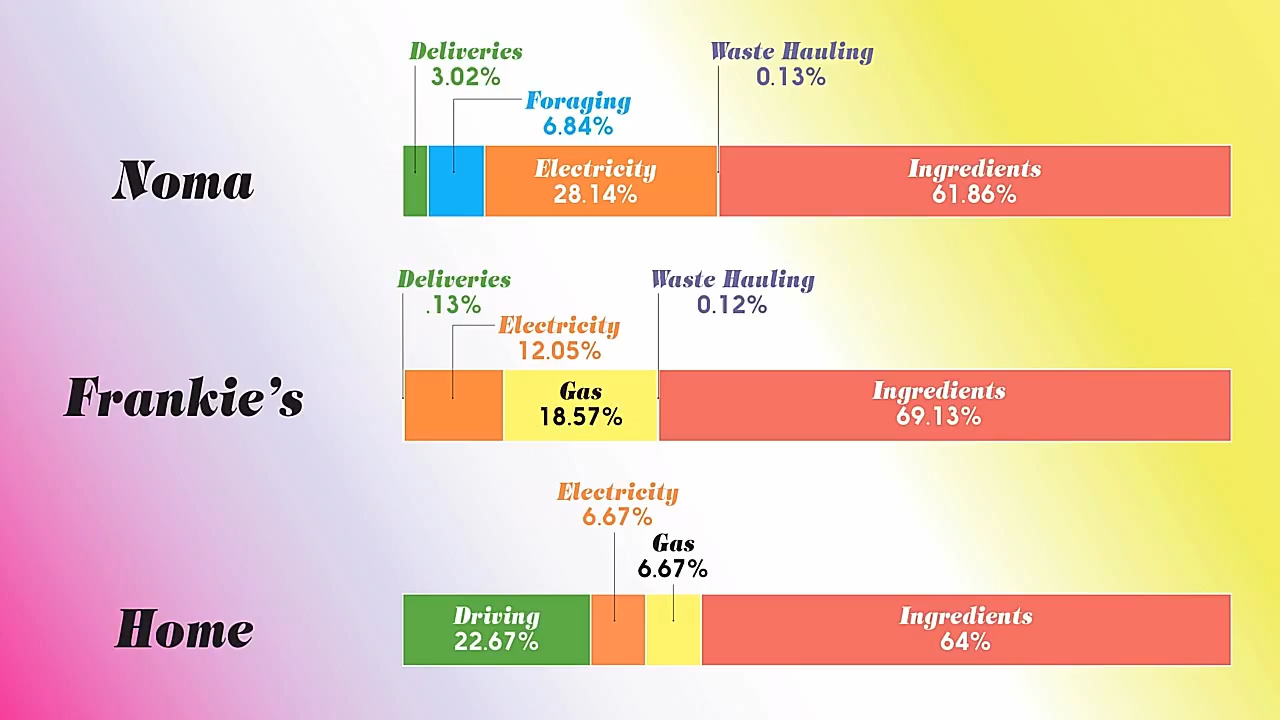 Deliveries
3.02%
Waste Hauling
0.13%
Foraging
6.84%
Noma
Electricity
28.14%
Ingredients
61.86%
Deliveries
.13%
Waste Hauling
0.12%
Electricity
12.05%
Frankie's
Gas
18.57%
Ingredients
69.13%
Electricity
6.67%
Gas
6.67%
Home
Driving
22.67%
Ingredients
64%